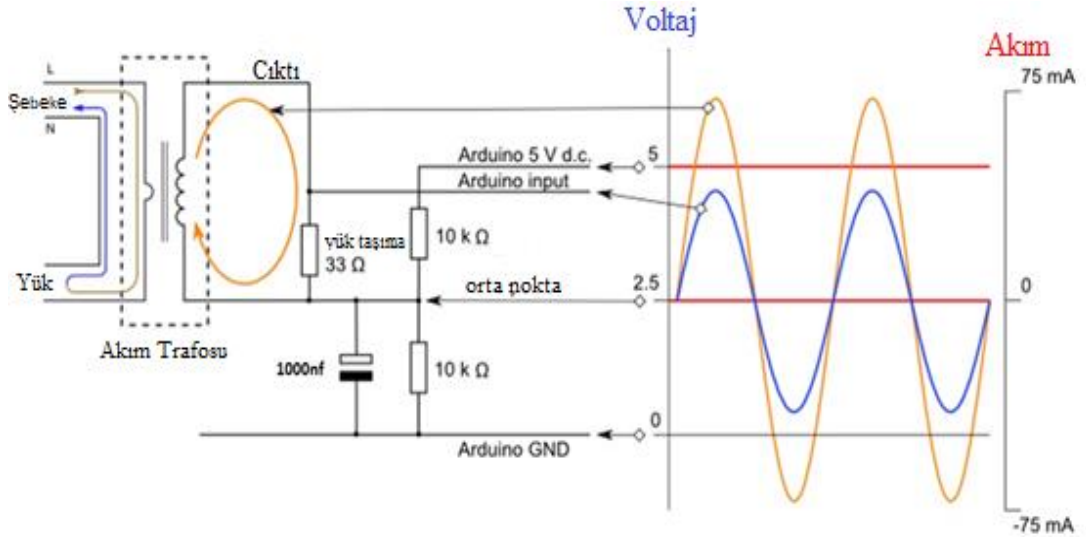 Voltaj
Akım
75 mA
L
Şebeke
N
Cıktı
Arduino 5 V d.c.
5
Arduino input
10 k Ω
yük taşıma
33 Ω
Yük
orta nokta
2.5
0
Akım Trafosu
1000nf
10 k Ω
0
Arduino GND
-75 mA